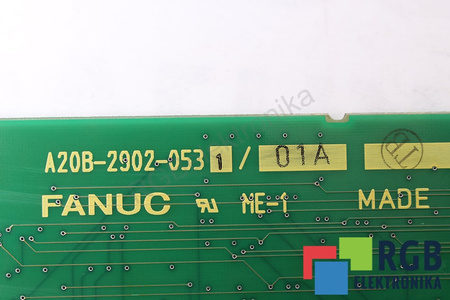 A20B-2902-0531/01A
FANUC ME-1 MADE
RGB
ELEKTRONIKA